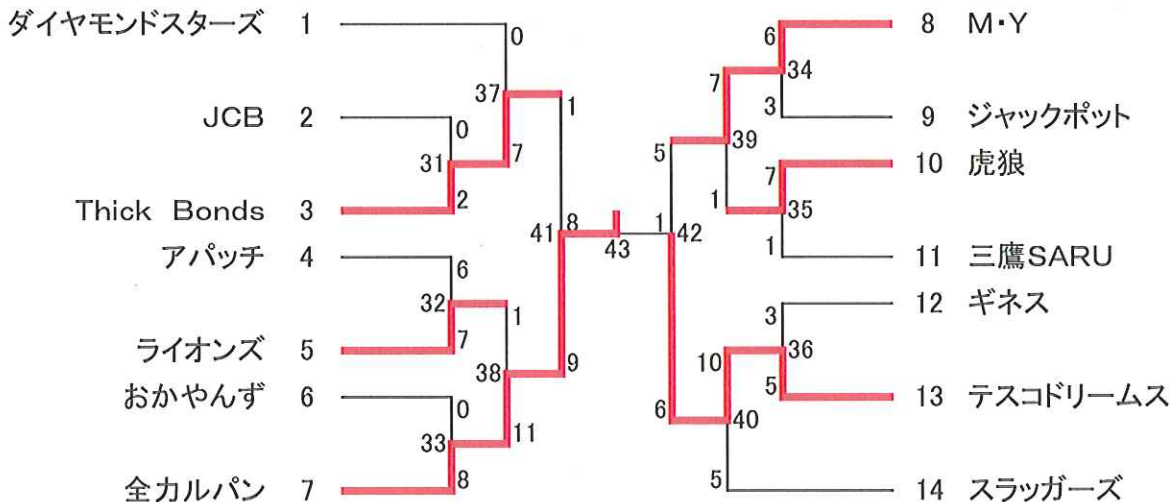 ダイヤモンドスターズ 1
JCB 2
Thick Bonds 3
アパッチ 4
ライオンズ 5
おかやんず 6
全力ルパン 7
0
37
1
0
31
7
2
41
8
6
32
1
7
38
9
0
33
11
8
43
8 M・Y
9 ジャックポット
10 虎狼
11 三鷹SARU
12 ギネス
13 テスコドリームス
14 スラッガーズ
6
34
7
3
5
39
7
1
35
1
1
42
3
10
36
5
6
40
5